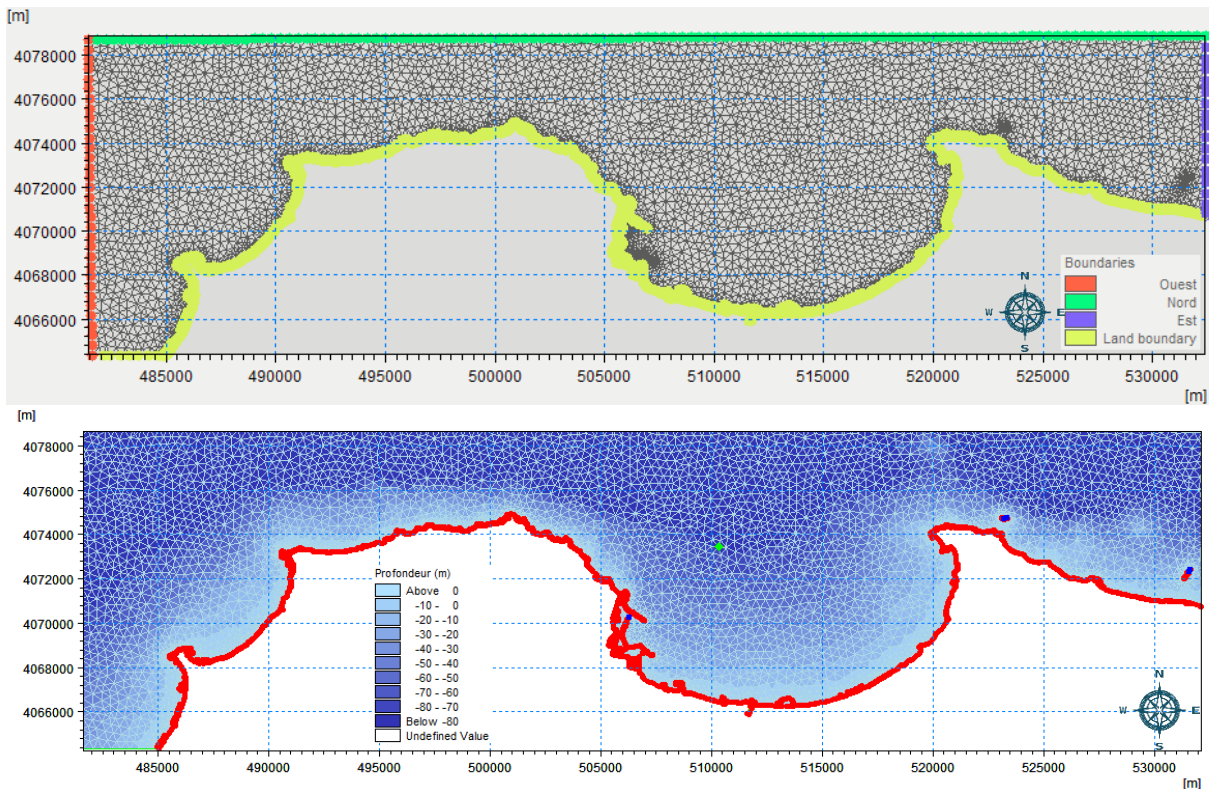 [m]
4078000
4076000
4074000
4072000
4070000
4068000
4066000
Boundaries
Ouest
Nord
Est
Land boundary
N
W E
S
485000 490000 495000 500000 505000 510000 515000 520000 525000 530000
[m]
[m]
4078000
4076000
4074000
4072000
4070000
4068000
4066000
Profondeur (m)
Above 0
-10 - 0
-20 - -10
-30 - -20
-40 - -30
-50 - -40
-60 - -50
-70 - -60
-80 - -70
Below -80
Undefined Value
N
W E
S
485000 490000 495000 500000 505000 510000 515000 520000 525000 530000
[m]